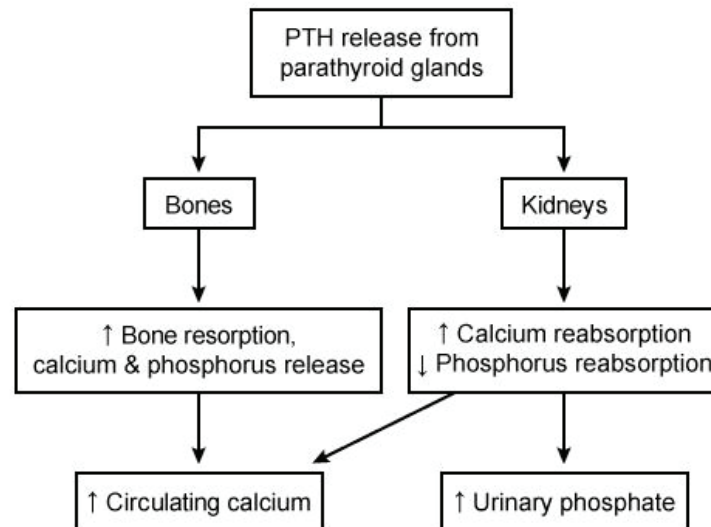 PTH release from
parathyroid glands
Bones
Kidneys
↑ Bone resorption,
calcium & phosphorus release
↑ Calcium reabsorption
↓ Phosphorus reabsorption
↑ Circulating calcium
↑ Urinary phosphate